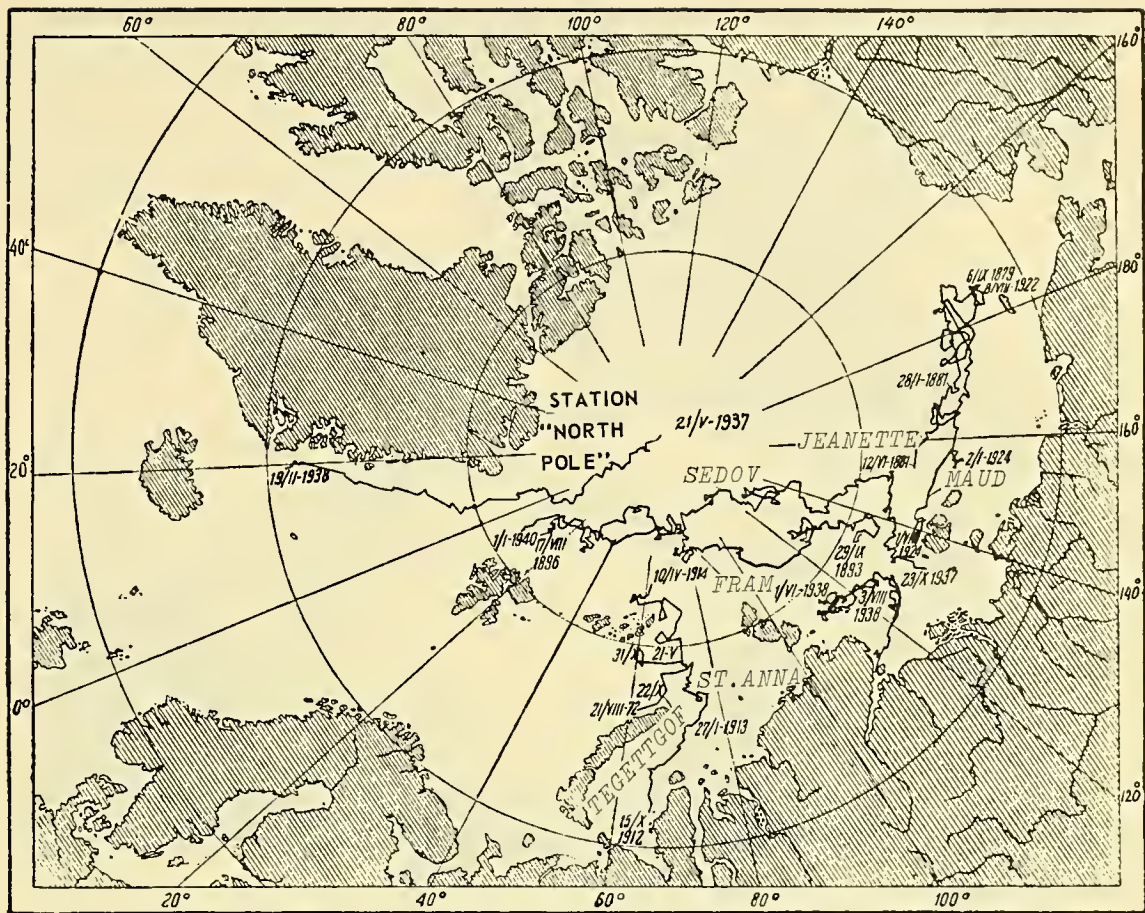 60° 80° 100° 120° 140° 160°
40°
180°
6/IX 1879
8/VIII-1922
28/I-1881
STATION
"NORTH
POLE"
21/V-1937
JEANETTE
160°
20°
19/II-1938
12/VI-1881
2/I-1924
MAUD
SEDOV
1/I-1940
17/VIII
1896
29/IX
1893
1924
23/X 1937
10/IV-1914
FRAM
1/VI-1938
3/VIII
1938
140°
31/X
21-V
ST.ANNA
22/X
21/VIII-72
0°
27/I-1913
TEGETTGOF
15/X
1912
120°
20° 40° 60° 80° 100°